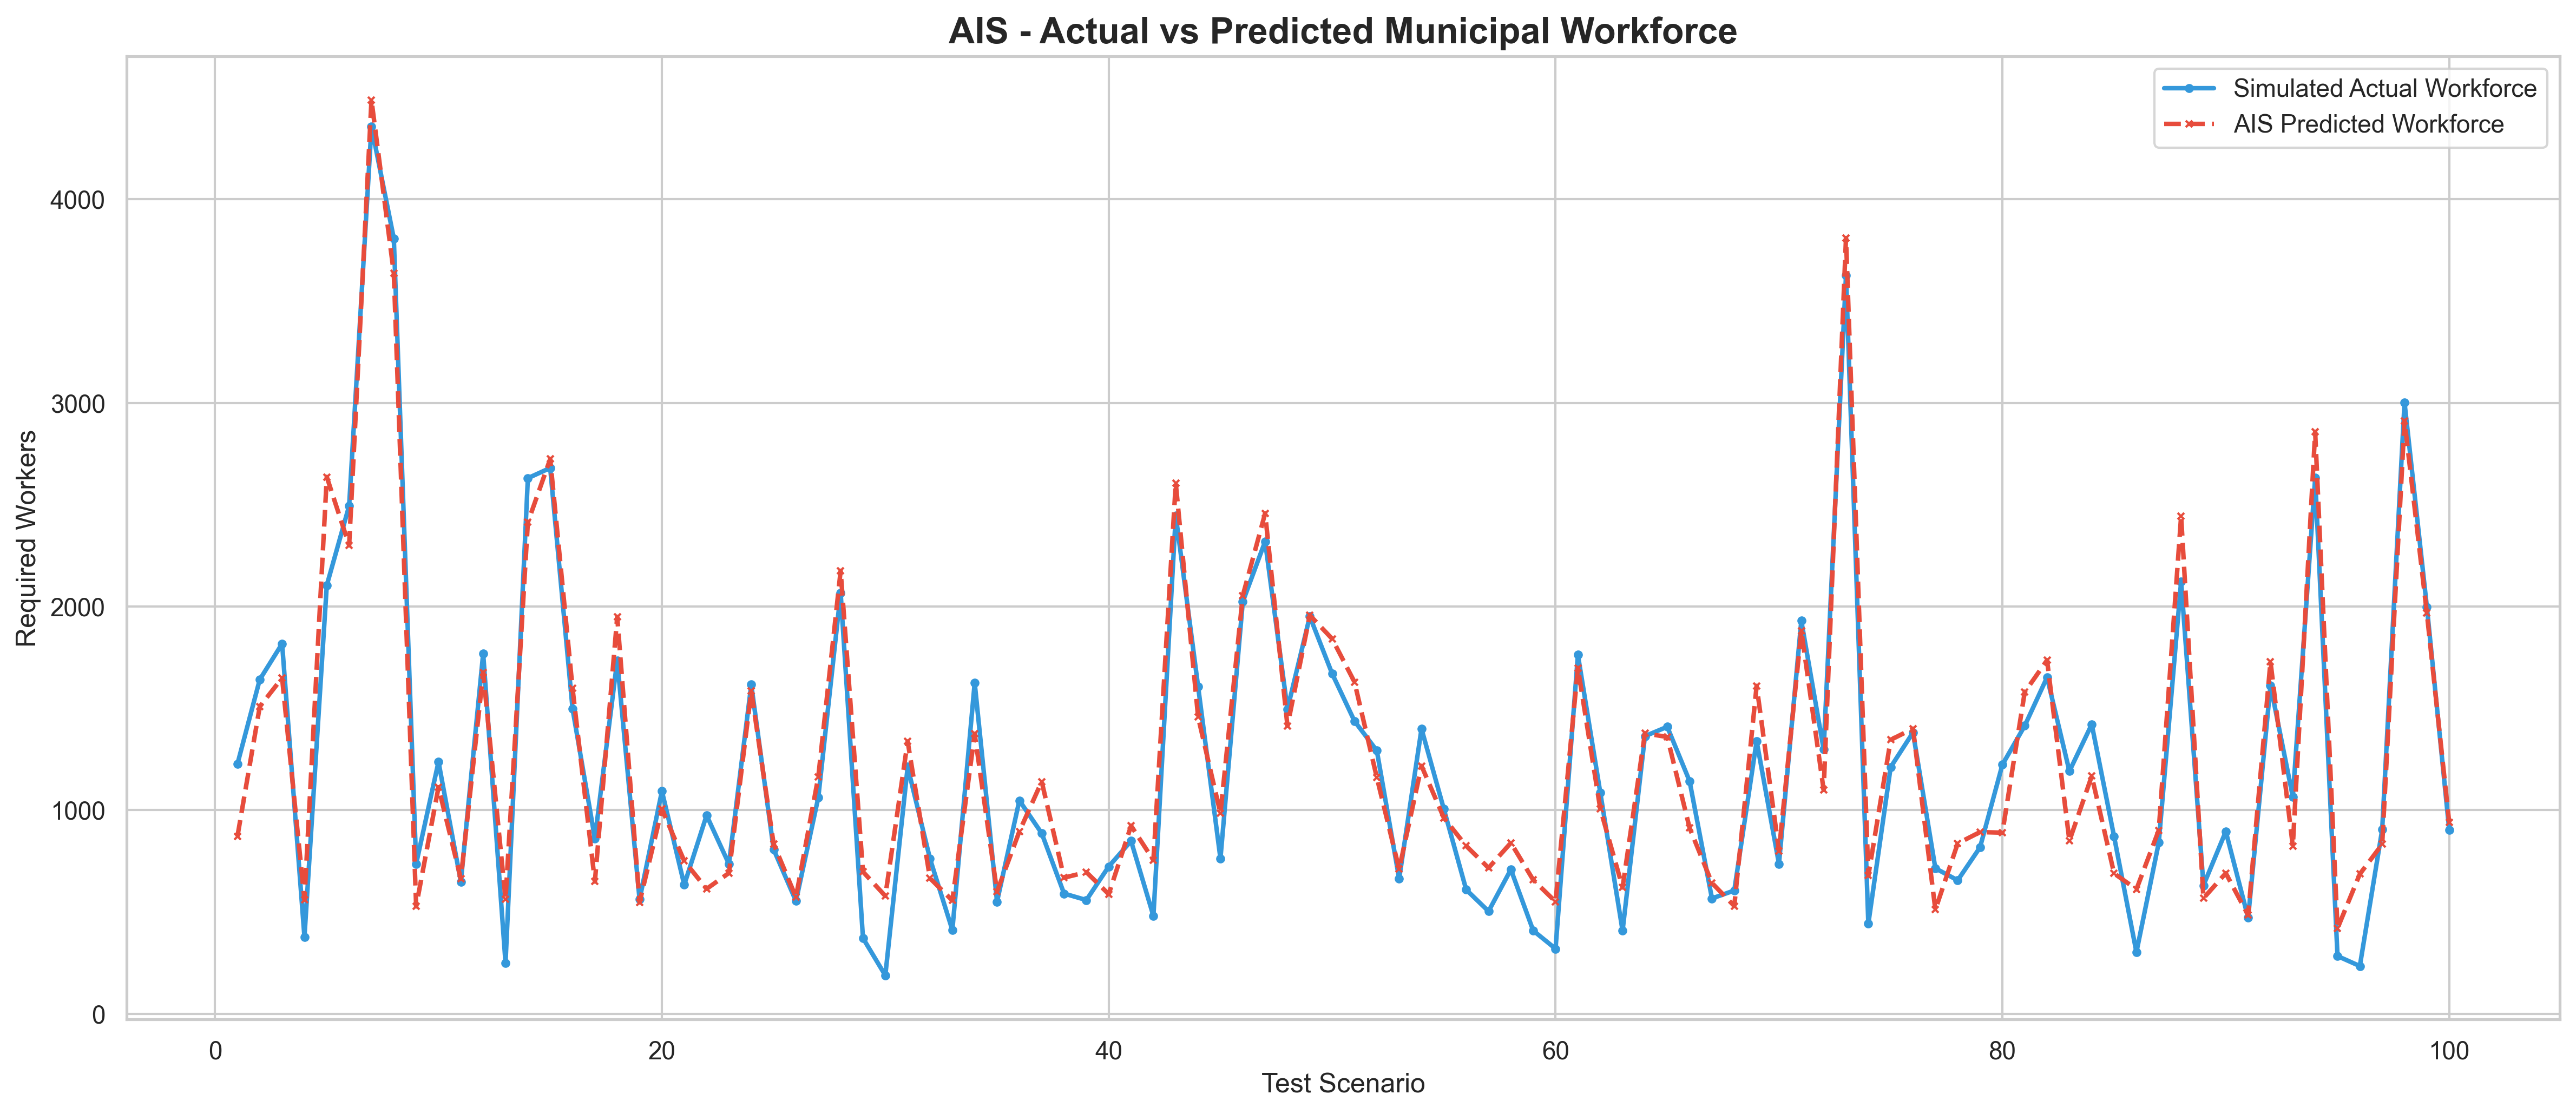 AIS - Actual vs Predicted Municipal Workforce
Simulated Actual Workforce
AIS Predicted Workforce
Required Workers
4000
3000
2000
1000
0
0 20 40 60 80 100
Test Scenario